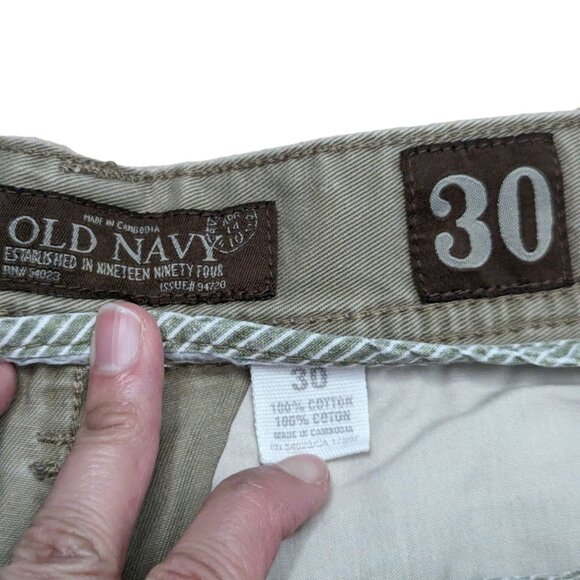 MADE IN CAMBODIA
OLD NAVY
ESTABLISHED IN NINETEEN NINETY FOUR
RN# 54023
ISSUE# 94720
30
30
100% COTTON
100% COTON
MADE IN CAMBODIA